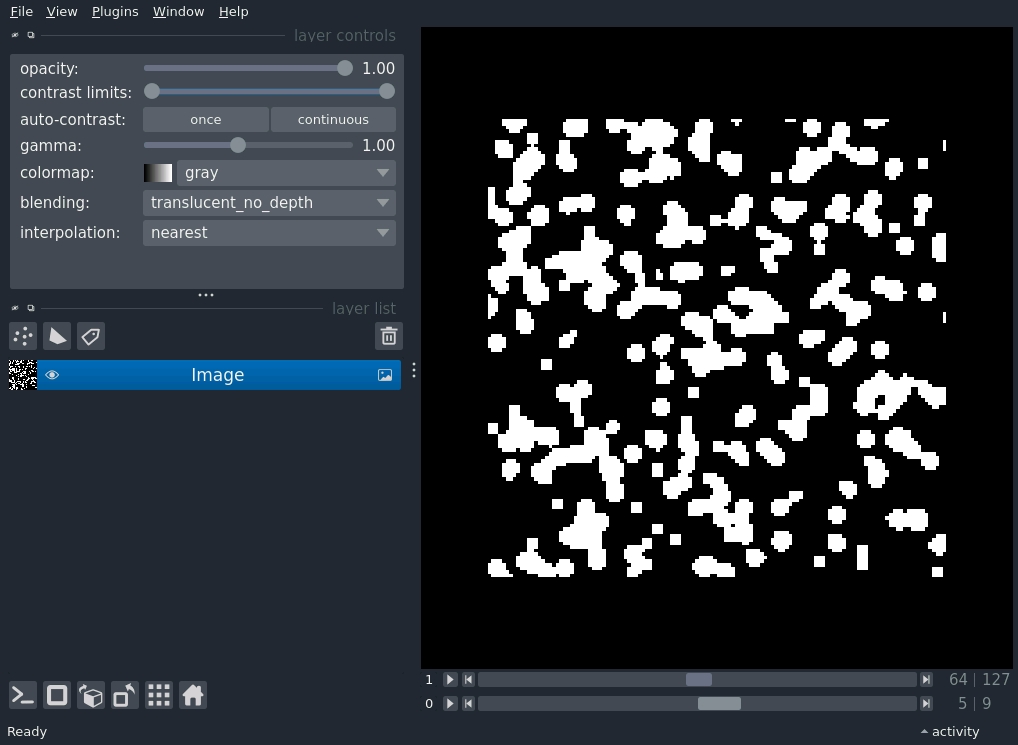 File View Plugins Window Help
layer controls
opacity: 1.00
contrast limits:
auto-contrast: once continuous
gamma: 1.00
colormap: gray
blending: translucent_no_depth
interpolation: nearest
layer list
Image
1 64 | 127
0 5 | 9
Ready activity